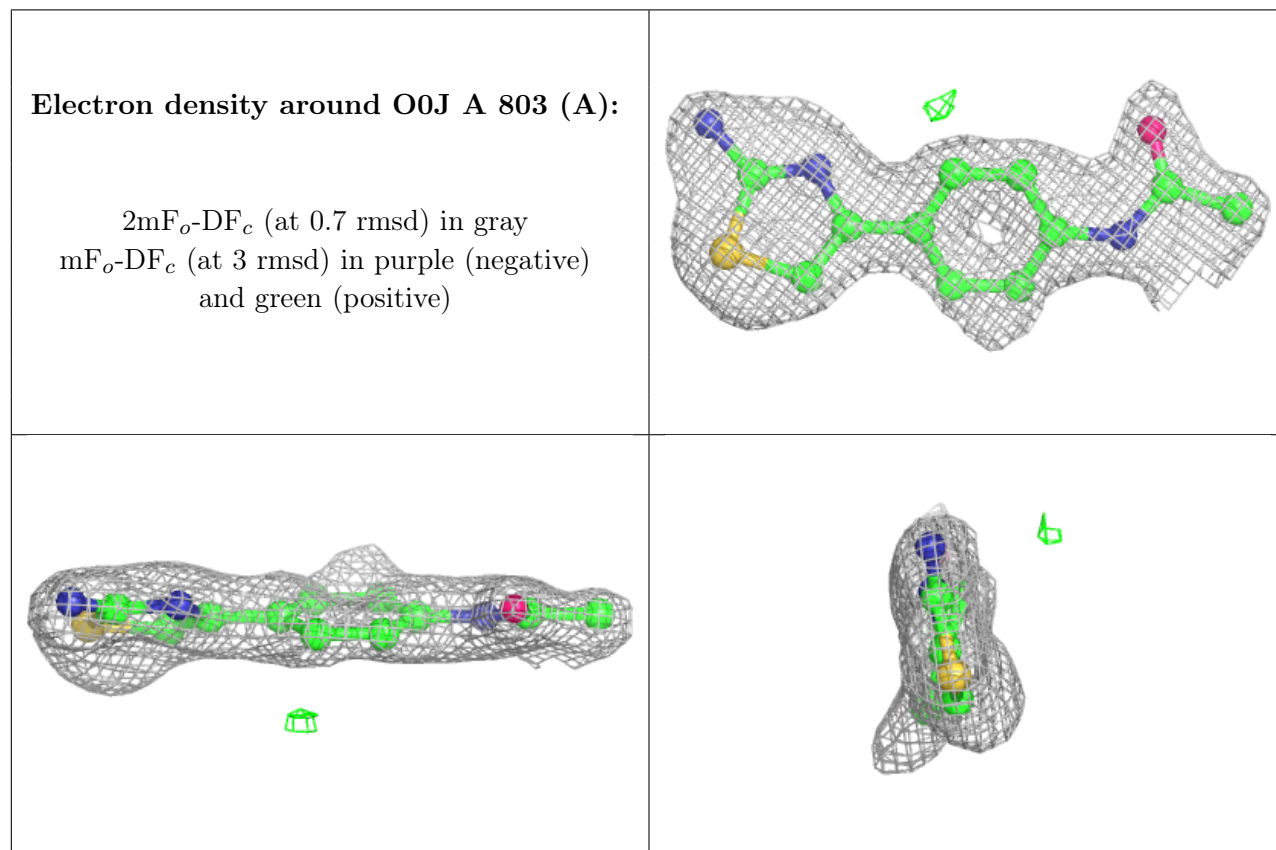 Electron density around O0J A 803 (A):
2mFo-DFc (at 0.7 rmsd) in gray
mFo-DFc (at 3 rmsd) in purple (negative)
and green (positive)